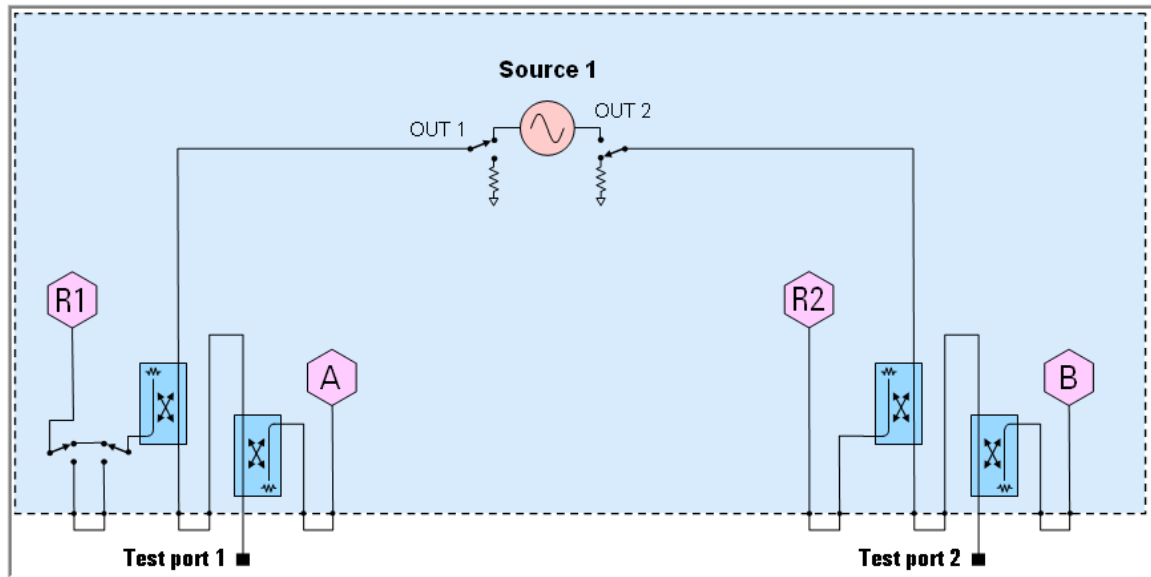 Source 1
OUT 1
OUT 2
R1
R2
A
B
Test port 1
Test port 2